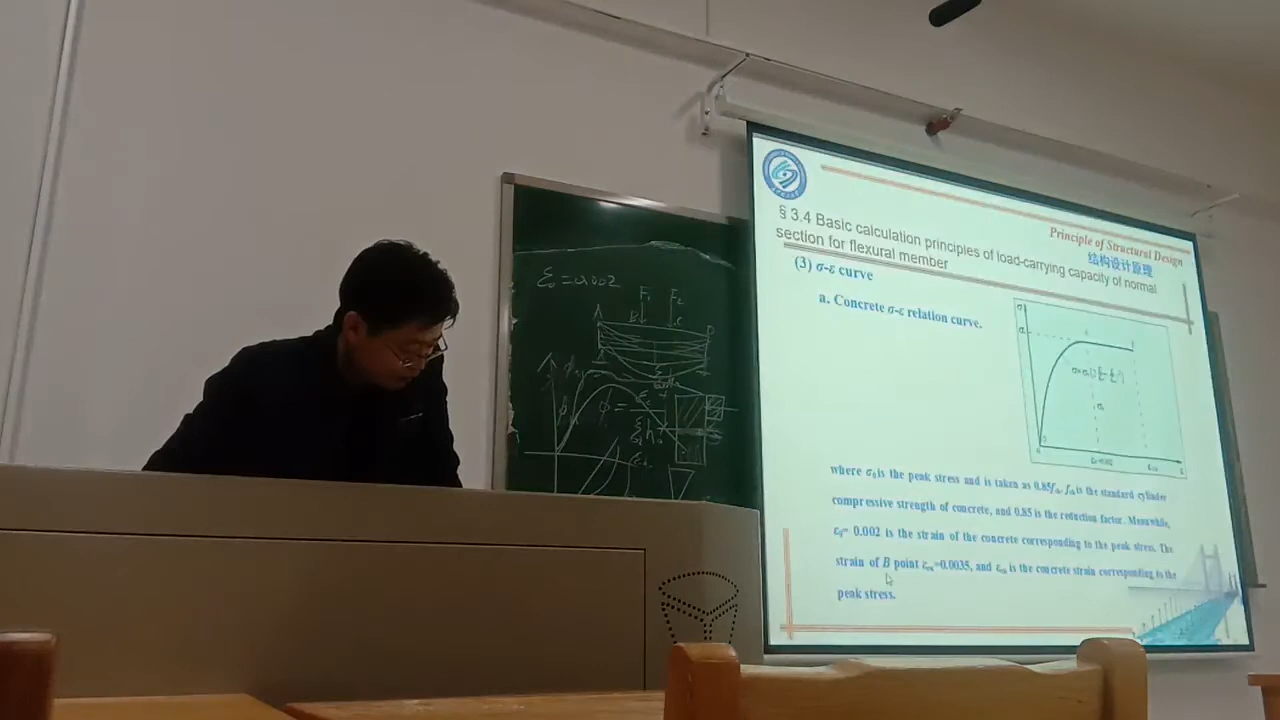 Principle of Structural Design
结构设计原理
§ 3.4 Basic calculation principles of load-carrying capacity of normal
section for flexural member
(3) σ-ε curve
a. Concrete σ-ε relation curve.
where σ₀ is the peak stress and is taken as 0.85fck, fck is the standard cylinder
compressive strength of concrete, and 0.85 is the reduction factor. Meanwhile,
ε₀= 0.002 is the strain of the concrete corresponding to the peak stress. The
strain of B point εcu=0.0035, and εcu is the concrete strain corresponding to the
peak stress.
ε₀=0.002
F₁ F₂
A B C D
ϕ
ϕ=